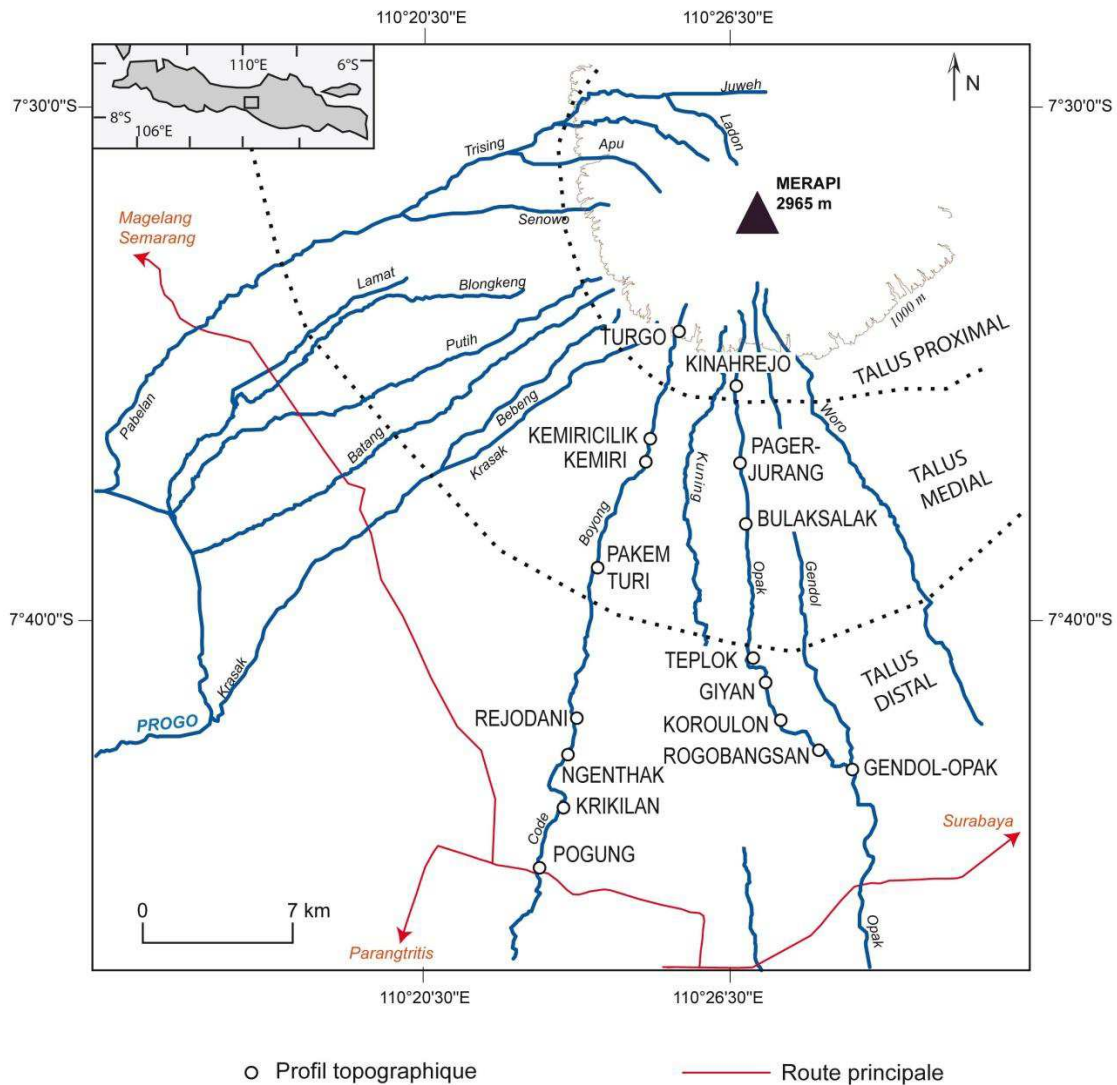 110°20'30"E
110°26'30"E
110°E
6°S
8°S
106°E
N
7°30'0"S
7°30'0"S
Juweh
Ladon
Trising
Apu
MERAPI
2965 m
Senowo
Magelang
Semarang
Lamat
Blongkeng
1000 m
Putih
TURGO
TALUS PROXIMAL
KINAHREJO
Pabelan
Bebeng
Woro
Batang
Krasak
KEMIRICILIK
KEMIRI
Kuning
PAGER-
JURANG
TALUS
MEDIAL
Boyong
BULAKSALAK
PAKEM
TURI
Opak
Gendol
7°40'0"S
7°40'0"S
TEPLOK
GIYAN
TALUS
DISTAL
Krasak
PROGO
REJODANI
KOROULON
ROGOBANGSAN
NGENTHAK
GENDOL-OPAK
KRIKILAN
Code
Surabaya
POGUNG
0
7 km
Parangtritis
Opak
110°20'30"E
110°26'30"E
Profil topographique
Route principale